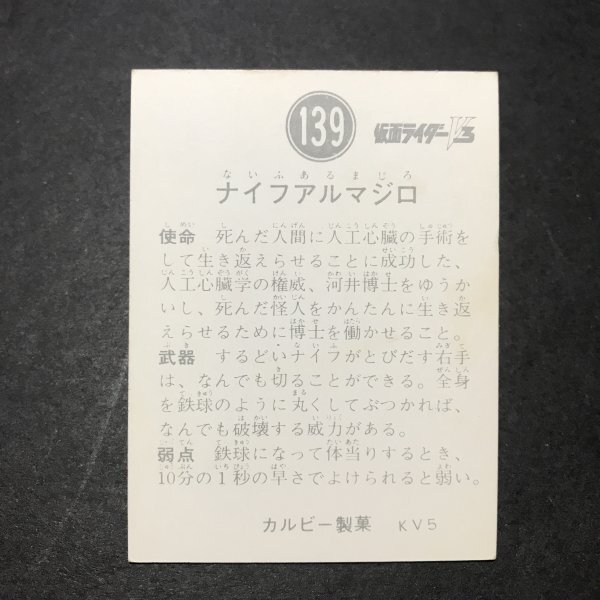 139
仮面ライダーV3
ないふあるまじろ
ナイフアルマジロ
使命 死んだ人間に人工心臓の手術を
して生き返えらせることに成功した、
人工心臓学の権威、河井博士をゆうか
いし、死んだ怪人をかんたんに生き返
えらせるために博士を働かせること。
武器 するどいナイフがとびだす右手
は、なんでも切ることができる。全身
を鉄球のように丸くしてぶつかれば、
なんでも破壊する威力がある。
弱点 鉄球になって体当りするとき、
10分の1秒の早さでよけられると弱い。
カルビー製菓 KV5